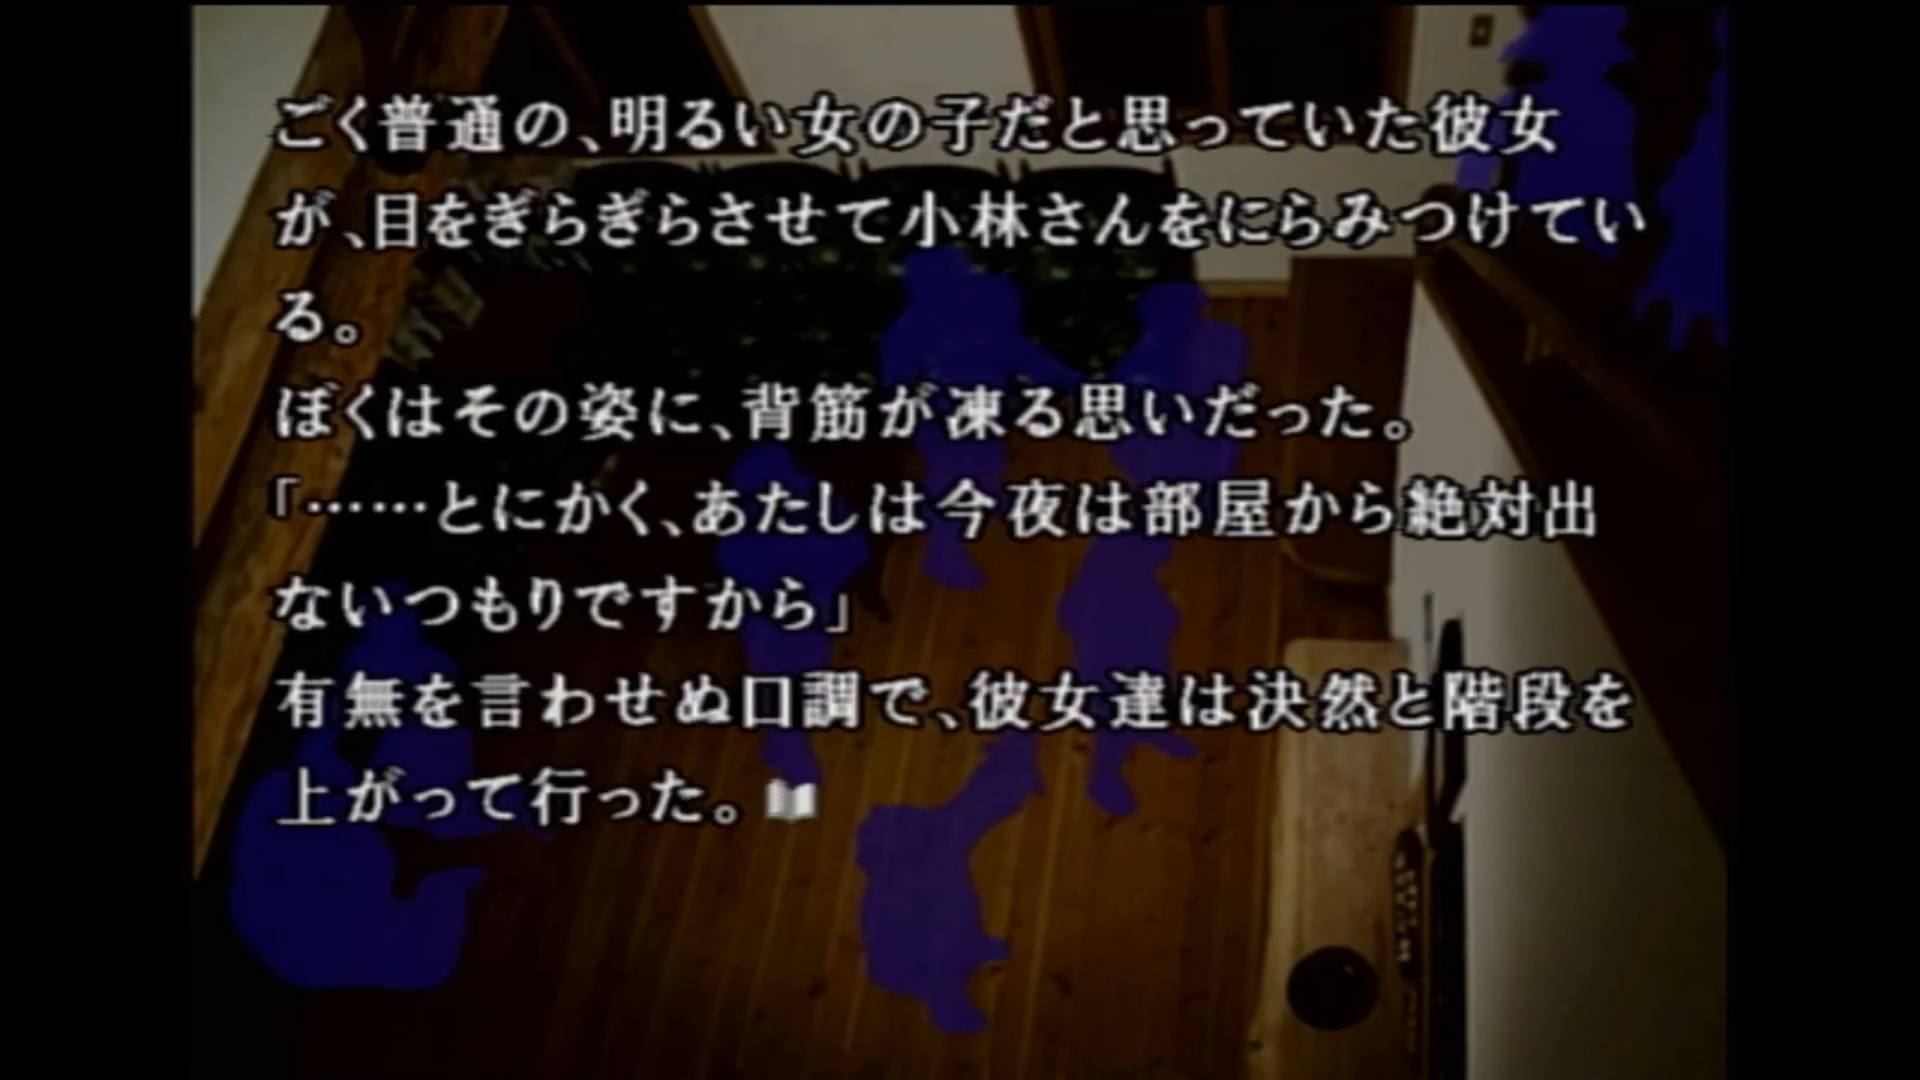 ごく普通の、明るい女の子だと思っていた彼女
が、目をぎらぎらさせて小林さんをにらみつけてい
る。
ぼくはその姿に、背筋が凍る思いだった。
「……とにかく、あたしは今夜は部屋から絶対出
ないつもりですから」
有無を言わせぬ口調で、彼女達は決然と階段を
上がって行った。